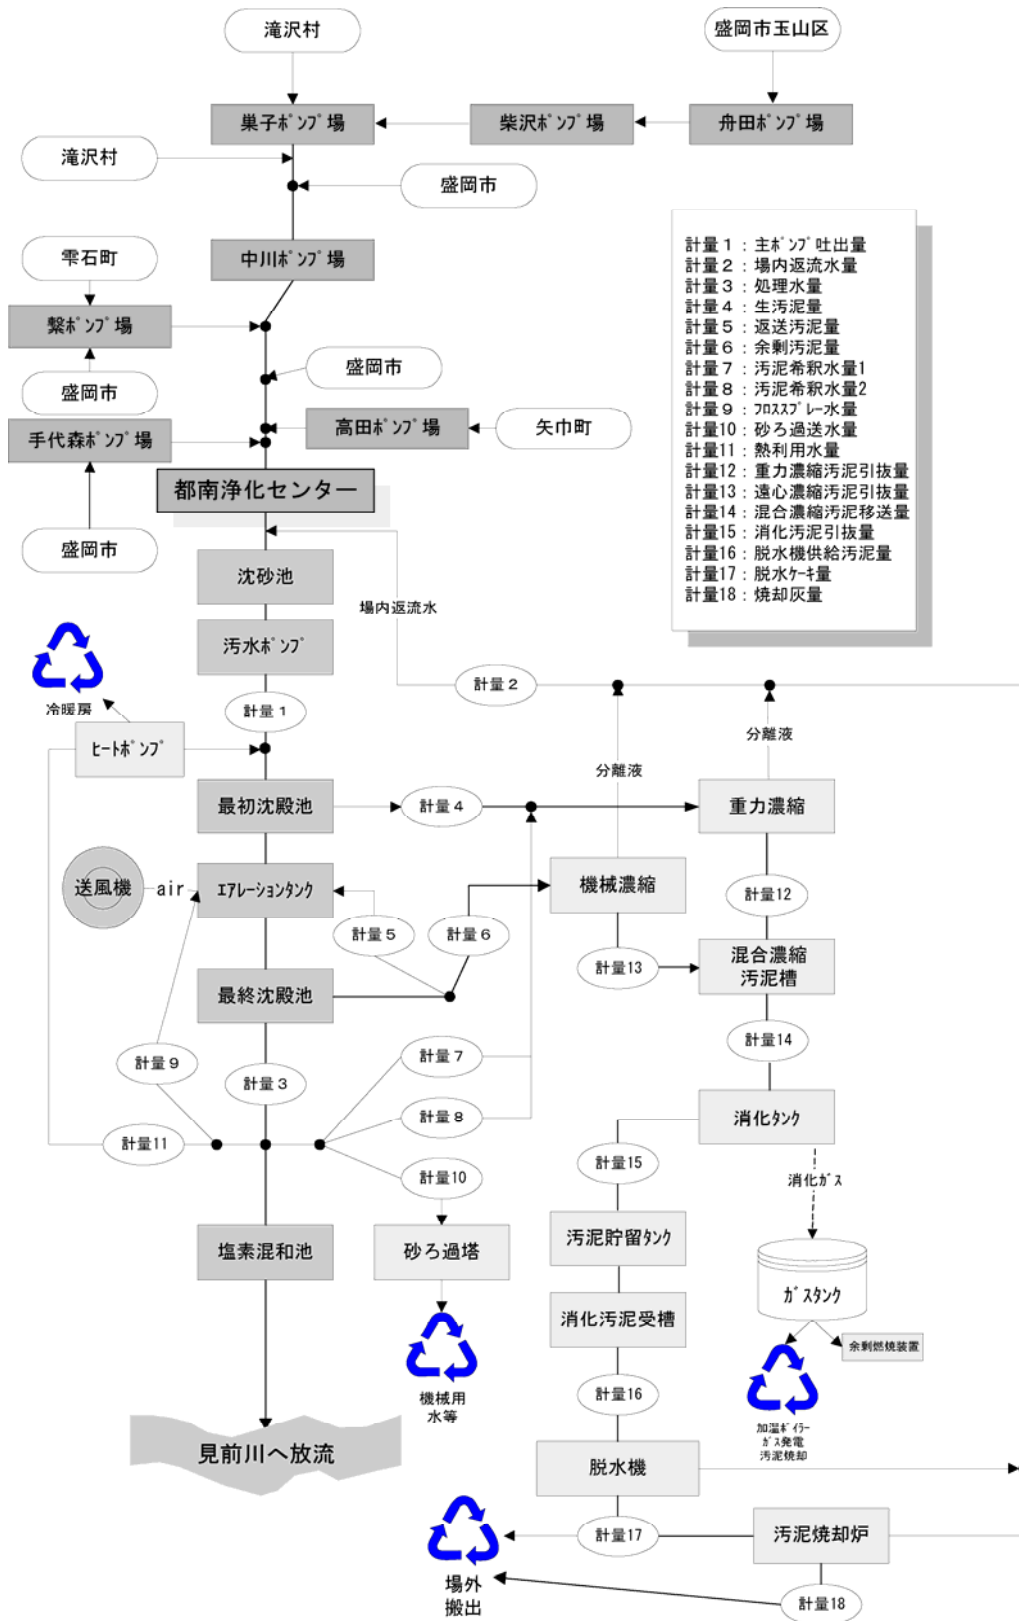 滝沢村
盛岡市玉山区
巣子ポンプ場
柴沢ポンプ場
舟田ポンプ場
滝沢村
盛岡市
雫石町
中川ポンプ場
繋ポンプ場
盛岡市
盛岡市
手代森ポンプ場
高田ポンプ場
矢巾町
都南浄化センター
盛岡市
計量1：主ポンプ吐出量
計量2：場内返流水量
計量3：処理水量
計量4：生汚泥量
計量5：返送汚泥量
計量6：余剰汚泥量
計量7：汚泥希釈水量1
計量8：汚泥希釈水量2
計量9：フロススプレー水量
計量10：砂ろ過送水量
計量11：熱利用水量
計量12：重力濃縮汚泥引抜量
計量13：遠心濃縮汚泥引抜量
計量14：混合濃縮汚泥移送量
計量15：消化汚泥引抜量
計量16：脱水機供給汚泥量
計量17：脱水ケーキ量
計量18：焼却灰量
沈砂池
場内返流水
汚水ポンプ
計量2
冷暖房
計量1
ヒートポンプ
分離液
分離液
最初沈殿池
計量4
重力濃縮
送風機
air
エアレーションタンク
機械濃縮
計量12
計量5
計量6
計量13
混合濃縮
汚泥槽
最終沈殿池
計量14
計量9
計量3
計量7
計量8
消化タンク
計量11
計量10
計量15
消化ガス
塩素混和池
砂ろ過塔
汚泥貯留タンク
ガスタンク
消化汚泥受槽
余剰燃焼装置
機械用
水等
計量16
加温ボイラー
ガス発電
汚泥焼却
見前川へ放流
脱水機
計量17
汚泥焼却炉
場外
搬出
計量18